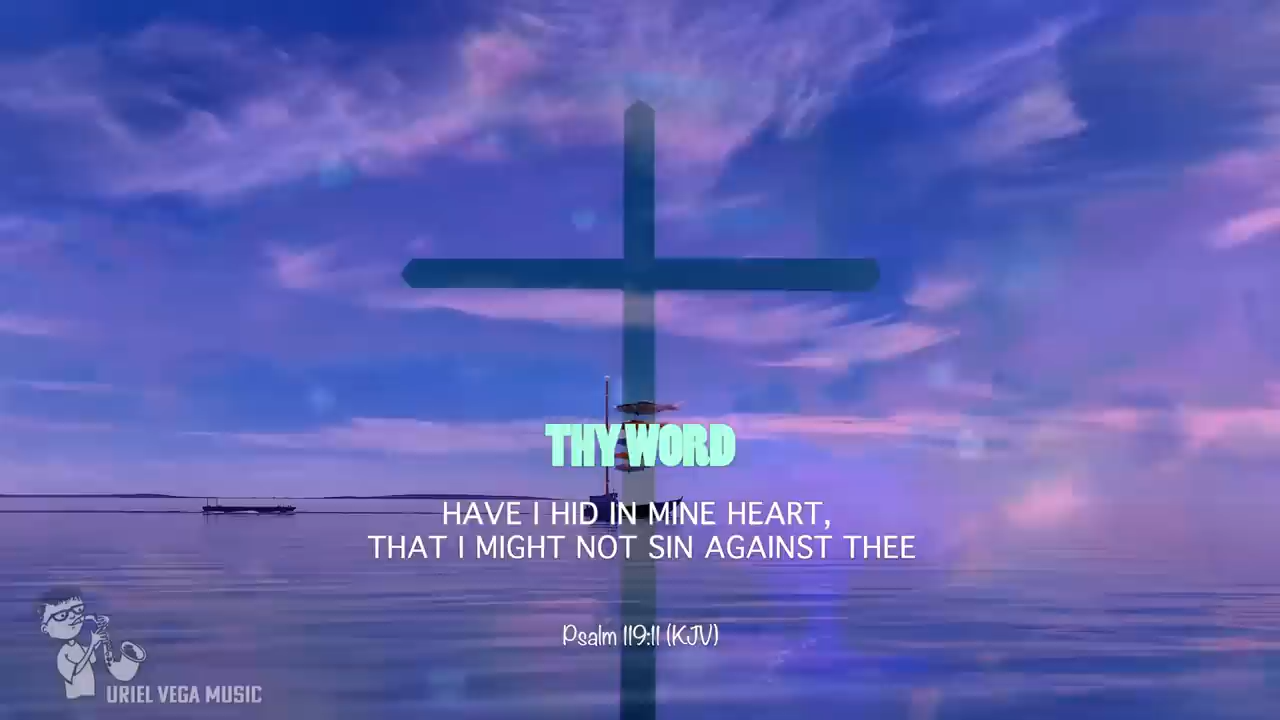 THY WORD
HAVE I HID IN MINE HEART,
THAT I MIGHT NOT SIN AGAINST THEE
Psalm 119:11 (KJV)
URIEL VEGA MUSIC